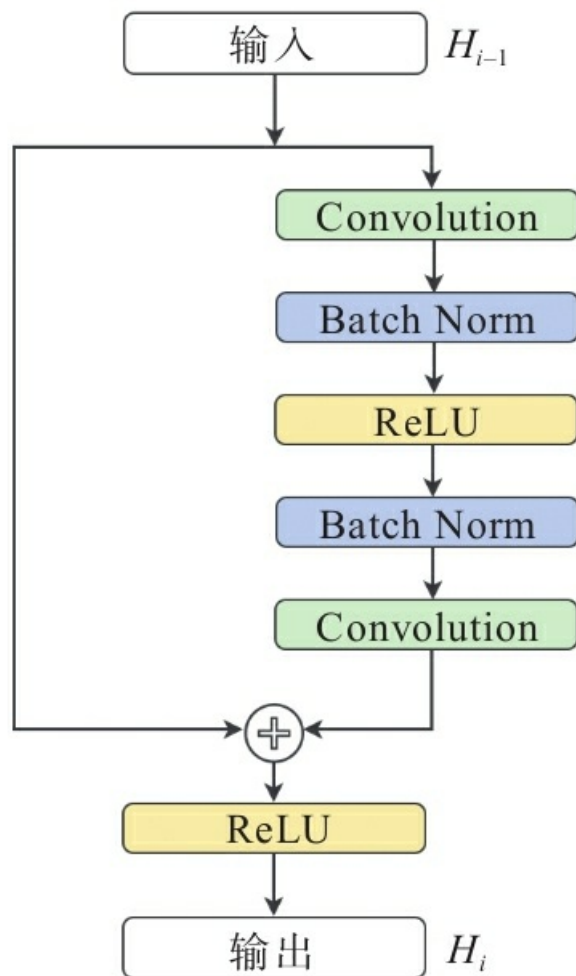 输入 H_{i-1}
Convolution
Batch Norm
ReLU
Batch Norm
Convolution
ReLU
输出 H_i